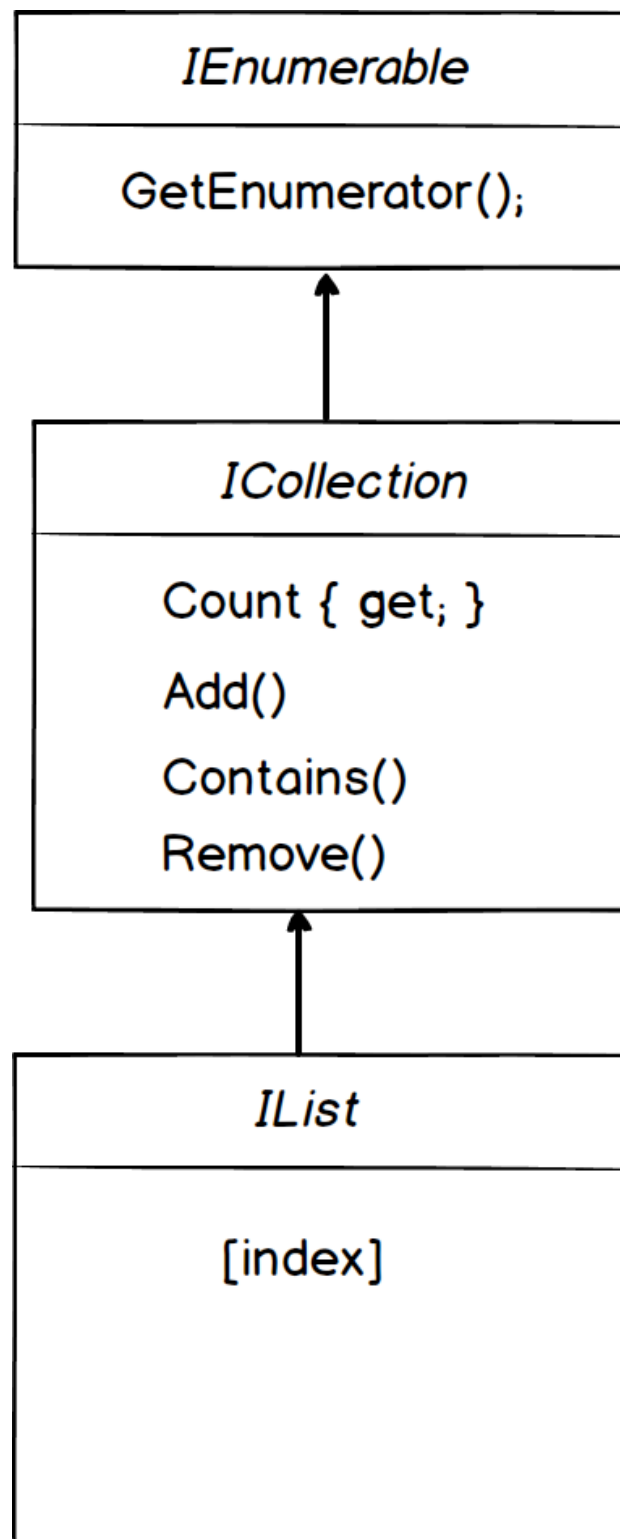 IEnumerable
GetEnumerator();
ICollection
Count { get; }
Add()
Contains()
Remove()
IList
[index]